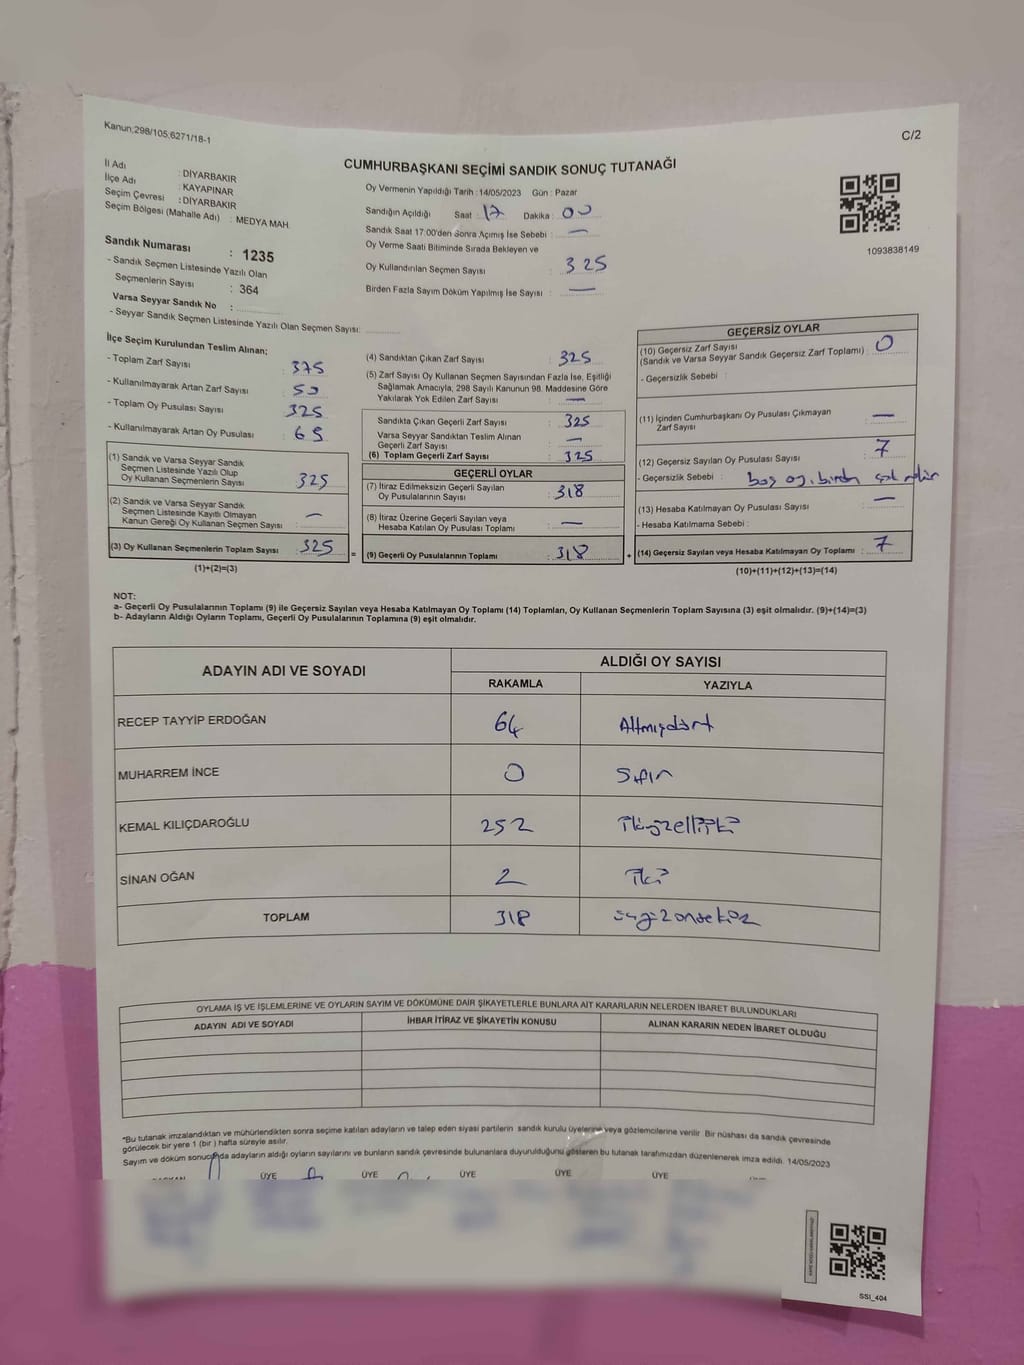 Kanun,298/105,6271/18-1
C/2
CUMHURBAŞKANI SEÇİMİ SANDIK SONUÇ TUTANAĞI
İl Adı : DİYARBAKIR
İlçe Adı : KAYAPINAR
Seçim Çevresi : DİYARBAKIR
Seçim Bölgesi (Mahalle Adı) : MEDYA MAH.
Sandık Numarası : 1235
- Sandık Seçmen Listesinde Yazılı Olan
Seçmenlerin Sayısı : 364
Varsa Seyyar Sandık No :
- Seyyar Sandık Seçmen Listesinde Yazılı Olan Seçmen Sayısı:
Oy Vermenin Yapıldığı Tarih : 14/05/2023 Gün : Pazar
Sandığın Açıldığı Saat : 17 Dakika : 00
Sandık Saat 17:00'den Sonra Açımış İse Sebebi : —
Oy Verme Saati Bitiminde Sırada Bekleyen ve
Oy Kullandırılan Seçmen Sayısı : 325
Birden Fazla Sayım Döküm Yapılmış İse Sayısı : —
1093838149
İlçe Seçim Kurulundan Teslim Alınan;
- Toplam Zarf Sayısı : 375
- Kullanılmayarak Artan Zarf Sayısı : 50
- Toplam Oy Pusulası Sayısı : 325
- Kullanılmayarak Artan Oy Pusulası : 65
(1) Sandık ve Varsa Seyyar Sandık
Seçmen Listesinde Yazılı Olup
Oy Kullanan Seçmenlerin Sayısı : 325
(2) Sandık ve Varsa Seyyar Sandık
Seçmen Listesinde Kayıtlı Olmayan
Kanun Gereği Oy Kullanan Seçmen Sayısı : —
(3) Oy Kullanan Seçmenlerin Toplam Sayısı : 325 =
(1)+(2)=(3)
(4) Sandıktan Çıkan Zarf Sayısı : 325
(5) Zarf Sayısı Oy Kullanan Seçmen Sayısından Fazla İse, Eşitliği
Sağlamak Amacıyla, 298 Sayılı Kanunun 98. Maddesine Göre
Yakılarak Yok Edilen Zarf Sayısı : —
Sandıkta Çıkan Geçerli Zarf Sayısı : 325
Varsa Seyyar Sandıktan Teslim Alınan
Geçerli Zarf Sayısı : —
(6) Toplam Geçerli Zarf Sayısı : 325
GEÇERLİ OYLAR
(7) İtiraz Edilmeksizin Geçerli Sayılan
Oy Pusulalarının Sayısı : 318
(8) İtiraz Üzerine Geçerli Sayılan veya
Hesaba Katılan Oy Pusulası Toplamı : —
(9) Geçerli Oy Pusulalarının Toplamı : 318 +
GEÇERSİZ OYLAR
(10) Geçersiz Zarf Sayısı : 0
(Sandık ve Varsa Seyyar Sandık Geçersiz Zarf Toplamı)
- Geçersizlik Sebebi :
(11) İçinden Cumhurbaşkanı Oy Pusulası Çıkmayan
Zarf Sayısı : —
(12) Geçersiz Sayılan Oy Pusulası Sayısı : 7
- Geçersizlik Sebebi : boş oy, birden
(13) Hesaba Katılmayan Oy Pusulası Sayısı : —
- Hesaba Katılmama Sebebi :
(14) Geçersiz Sayılan veya Hesaba Katılmayan Oy Toplamı : 7
(10)+(11)+(12)+(13)=(14)
NOT:
a- Geçerli Oy Pusulalarının Toplamı (9) ile Geçersiz Sayılan veya Hesaba Katılmayan Oy Toplamı (14) Toplamları, Oy Kullanan Seçmenlerin Toplam Sayısına (3) eşit olmalıdır. (9)+(14)=(3)
b- Adayların Aldığı Oyların Toplamı, Geçerli Oy Pusulalarının Toplamına (9) eşit olmalıdır.
ADAYIN ADI VE SOYADI ALDIĞI OY SAYISI
RAKAMLA YAZIYLA
RECEP TAYYİP ERDOĞAN 64 Altmışdört
MUHARREM İNCE 0 Sıfır
KEMAL KILIÇDAROĞLU 252 ikiyüzelliiki
SİNAN OĞAN 2 iki
TOPLAM 318 üçyüzonsekiz
OYLAMA İŞ VE İŞLEMLERİNE VE OYLARIN SAYIM VE DÖKÜMÜNE DAİR ŞİKAYETLERLE BUNLARA AİT KARARLARIN NELERDEN İBARET BULUNDUKLARI
ADAYIN ADI VE SOYADI İHBAR İTİRAZ VE ŞİKAYETİN KONUSU ALINAN KARARIN NEDEN İBARET OLDUĞU
*Bu tutanak imzalandıktan ve mühürlendikten sonra seçime katılan adayların ve talep eden siyasi partilerin sandık kurulu üyelerine veya gözlemcilerine verilir. Bir nüshası da sandık çevresinde
görülecek bir yere 1 (bir) hafta süreyle asılır.
Sayım ve döküm sonucunda adayların aldığı oyların sayılarını ve bunların sandık çevresinde bulunanlara duyurulduğunu gösteren bu tutanak tarafımızdan düzenlenerek imza edildi. 14/05/2023
ÜYE ÜYE ÜYE ÜYE ÜYE
SSI_404